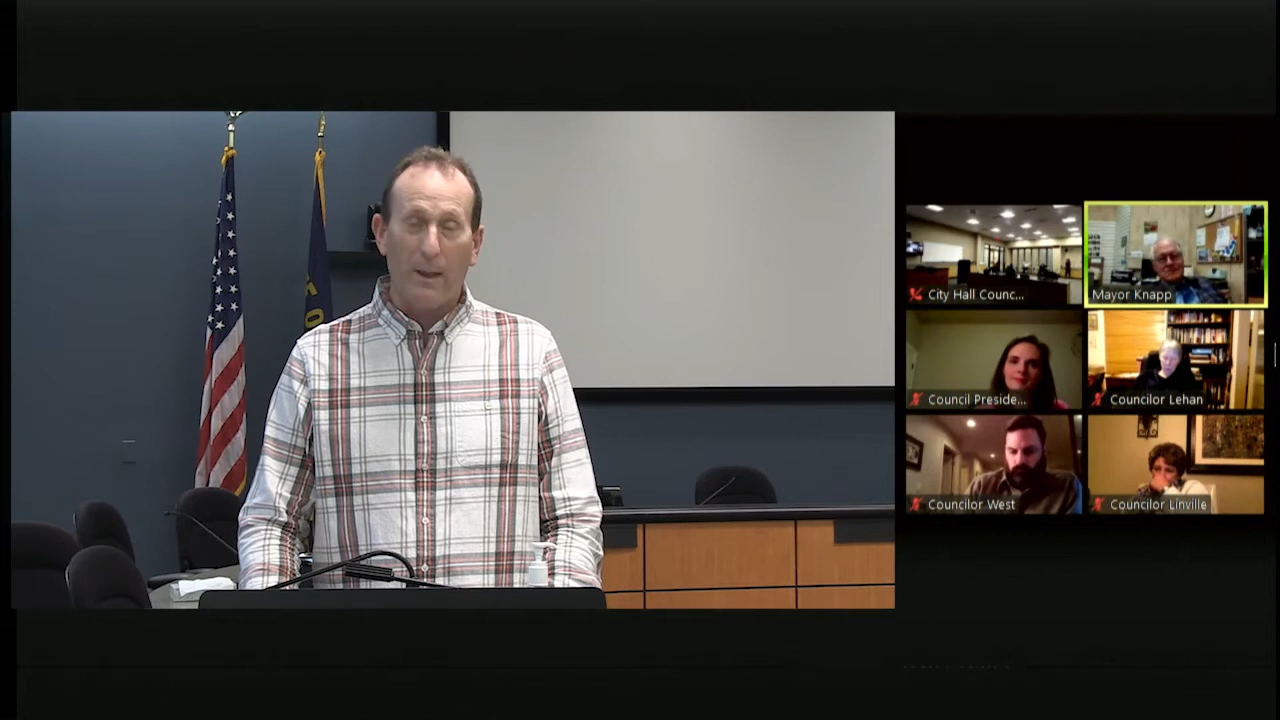 City Hall Counc...
Mayor Knapp
Council Preside...
Councilor Lehan
Councilor West
Councilor Linville